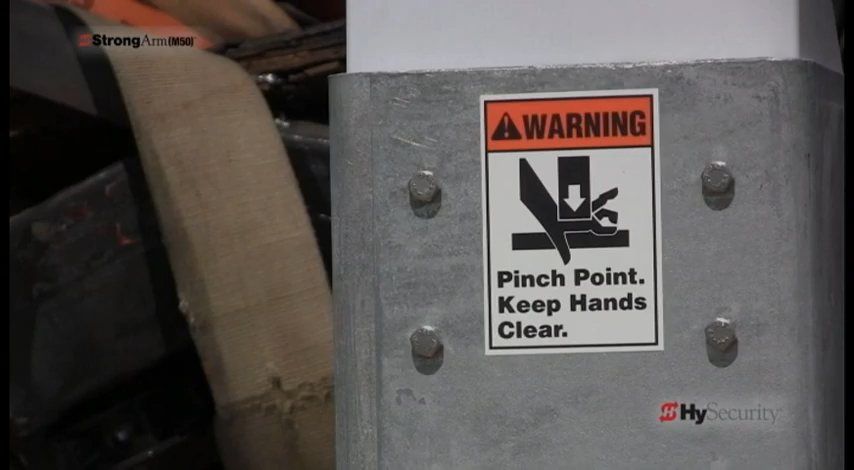 StrongArm(M50)
WARNING
Pinch Point.
Keep Hands
Clear.
HySecurity